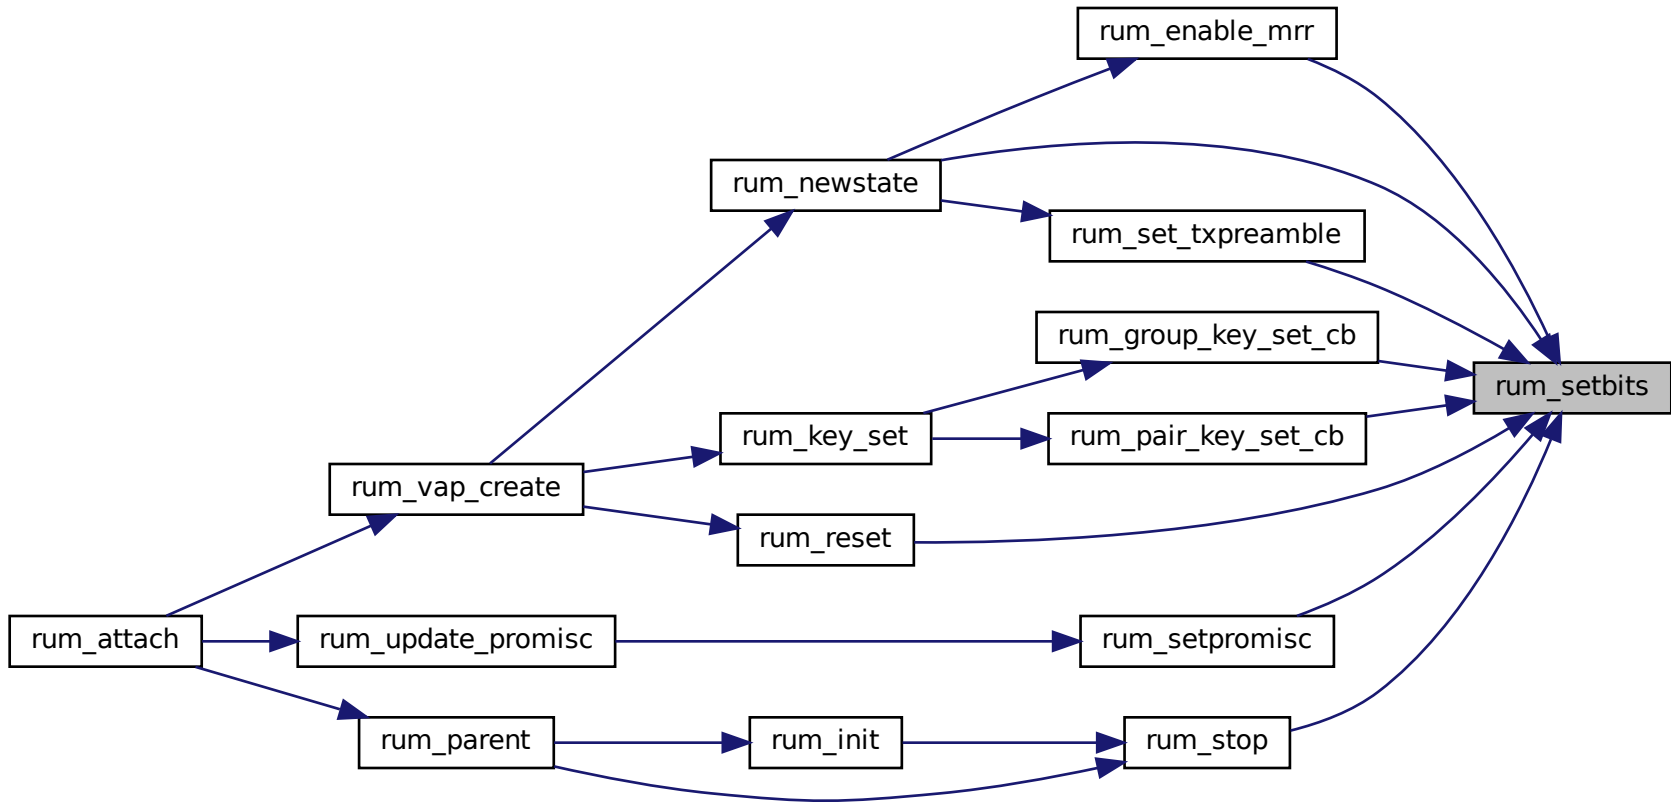 rum_enable_mrr
rum_newstate
rum_set_txpreamble
rum_group_key_set_cb
rum_setbits
rum_key_set
rum_pair_key_set_cb
rum_vap_create
rum_reset
rum_attach
rum_update_promisc
rum_setpromisc
rum_parent
rum_init
rum_stop